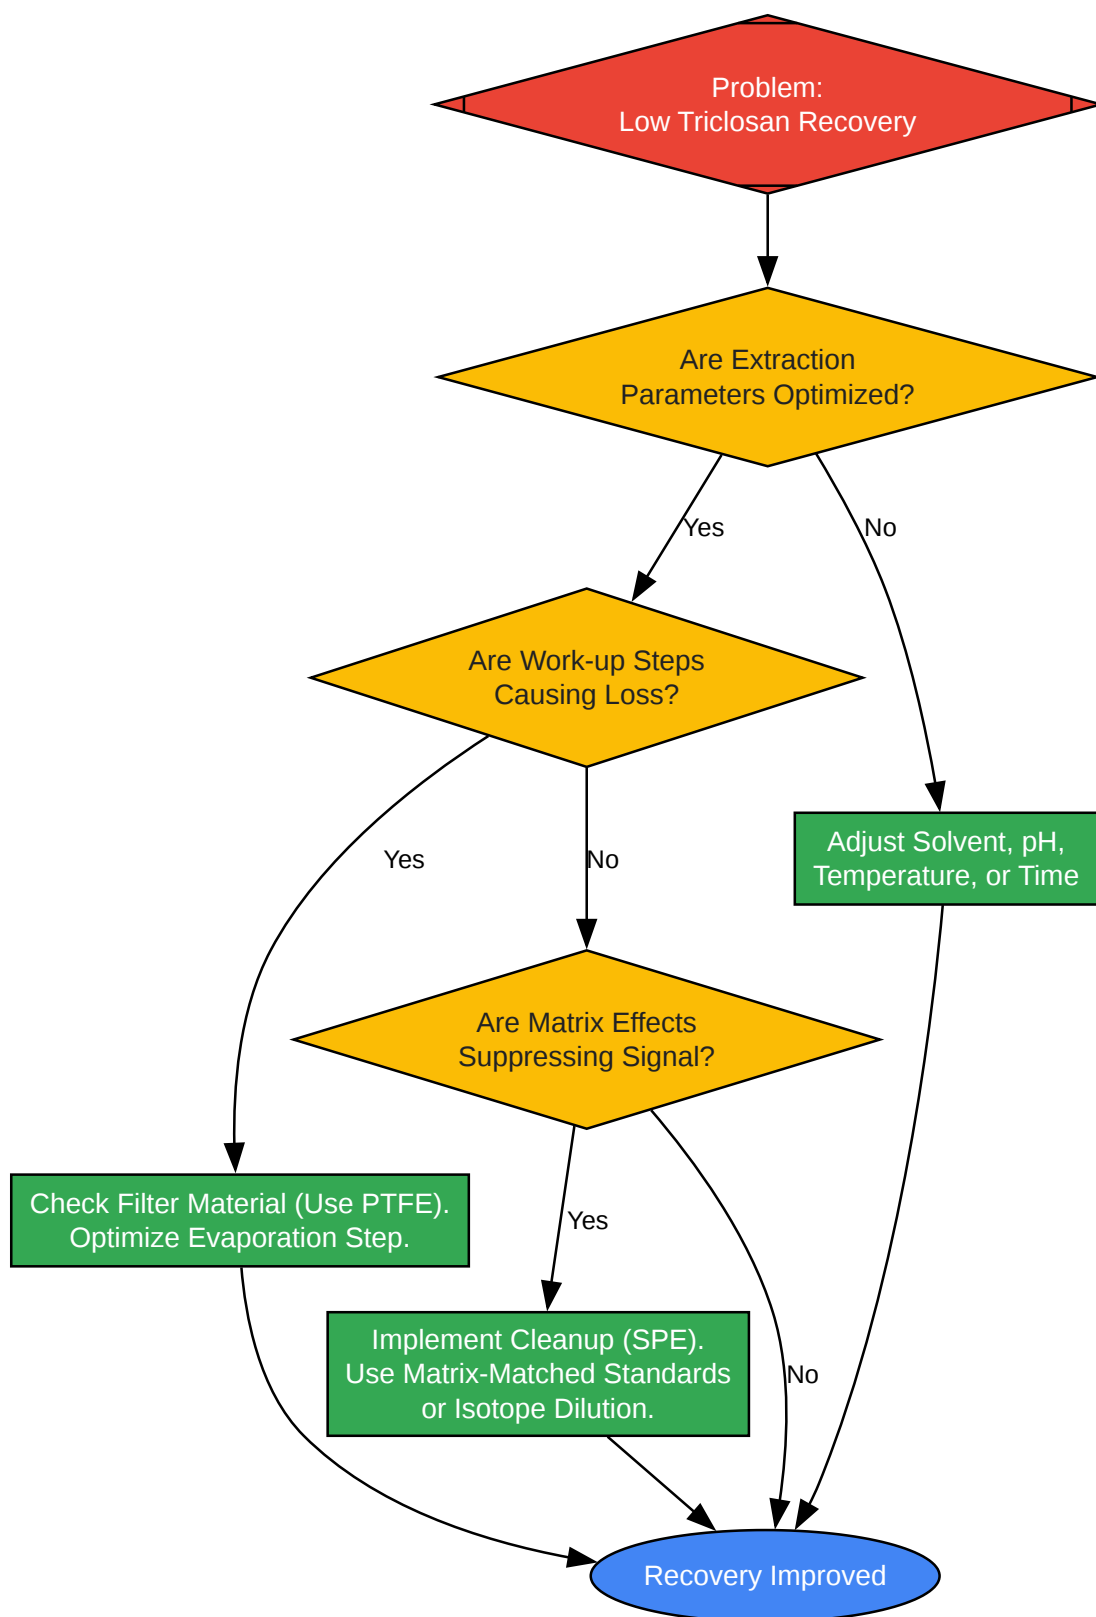 Problem:
Low Triclosan Recovery
Are Extraction
Parameters Optimized?
Yes
No
Are Work-up Steps
Causing Loss?
Adjust Solvent, pH,
Temperature, or Time
Yes
No
Are Matrix Effects
Suppressing Signal?
Check Filter Material (Use PTFE).
Optimize Evaporation Step.
Yes
Implement Cleanup (SPE).
Use Matrix-Matched Standards
or Isotope Dilution.
No
Recovery Improved